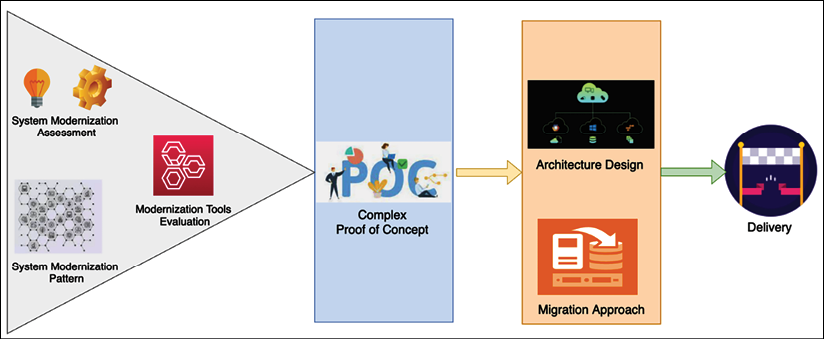 System Modernization
Assessment
Modernization Tools
Evaluation
System Modernization
Pattern
POC
Complex
Proof of Concept
Architecture Design
Migration Approach
Delivery